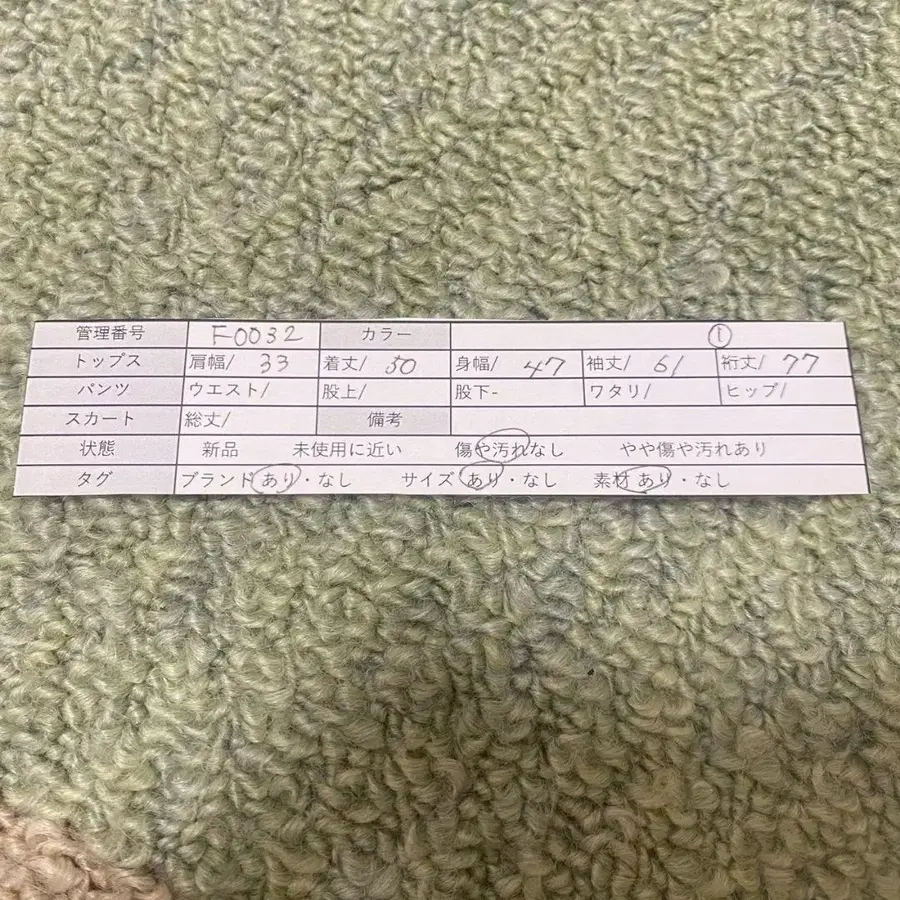 管理番号 F0032 カラー ①
トップス 肩幅/ 33 着丈/ 50 身幅/ 47 袖丈/ 61 裄丈/ 77
パンツ ウエスト/ 股上/ 股下- ワタリ/ ヒップ/
スカート 総丈/ 備考
状態 新品 未使用に近い 傷や汚れなし やや傷や汚れあり
タグ ブランドあり・なし サイズあり・なし 素材あり・なし